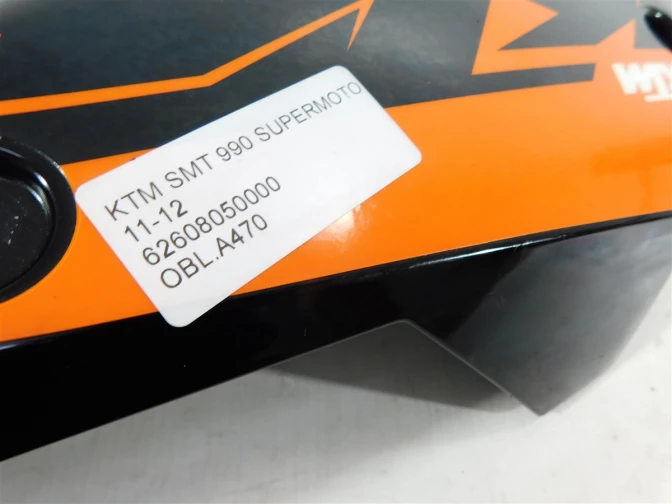 KTM SMT 990 SUPERMOTO
11-12
62608050000
OBL.A470